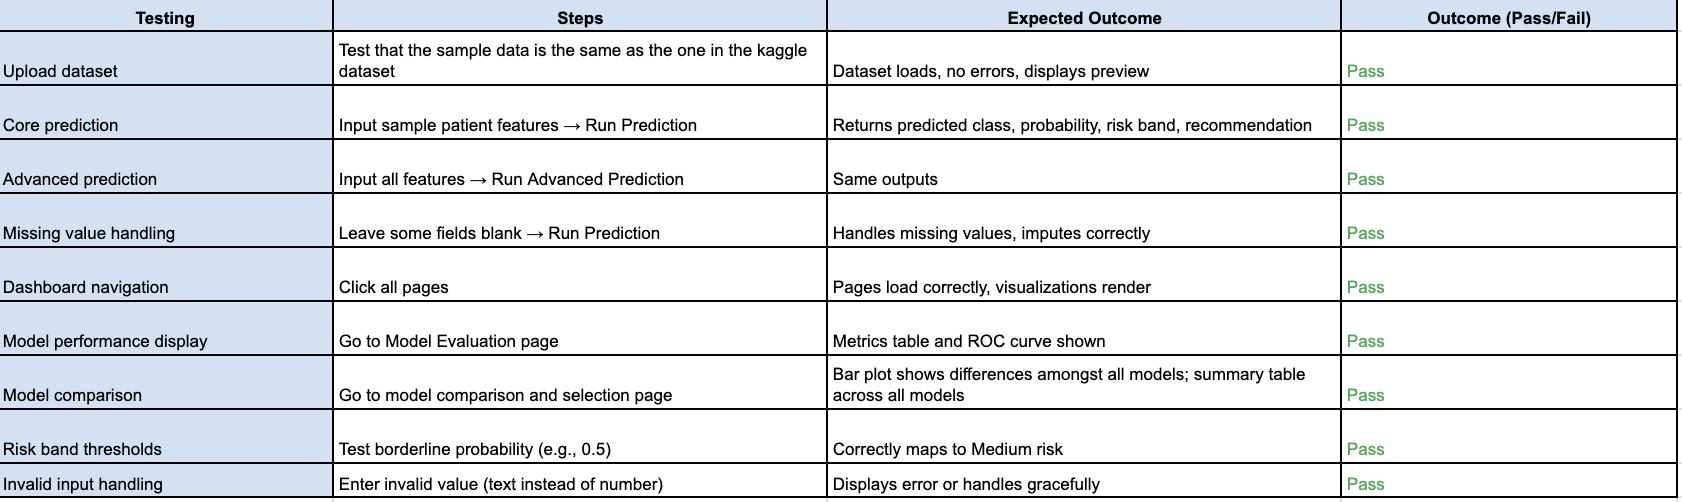 Testing Steps Expected Outcome Outcome (Pass/Fail)
Test that the sample data is the same as the one in the kaggle
Upload dataset dataset Dataset loads, no errors, displays preview Pass
Core prediction Input sample patient features → Run Prediction Returns predicted class, probability, risk band, recommendation Pass
Advanced prediction Input all features → Run Advanced Prediction Same outputs Pass
Missing value handling Leave some fields blank → Run Prediction Handles missing values, imputes correctly Pass
Dashboard navigation Click all pages Pages load correctly, visualizations render Pass
Model performance display Go to Model Evaluation page Metrics table and ROC curve shown Pass
Bar plot shows differences amongst all models; summary table
Model comparison Go to model comparison and selection page across all models Pass
Risk band thresholds Test borderline probability (e.g., 0.5) Correctly maps to Medium risk Pass
Invalid input handling Enter invalid value (text instead of number) Displays error or handles gracefully Pass